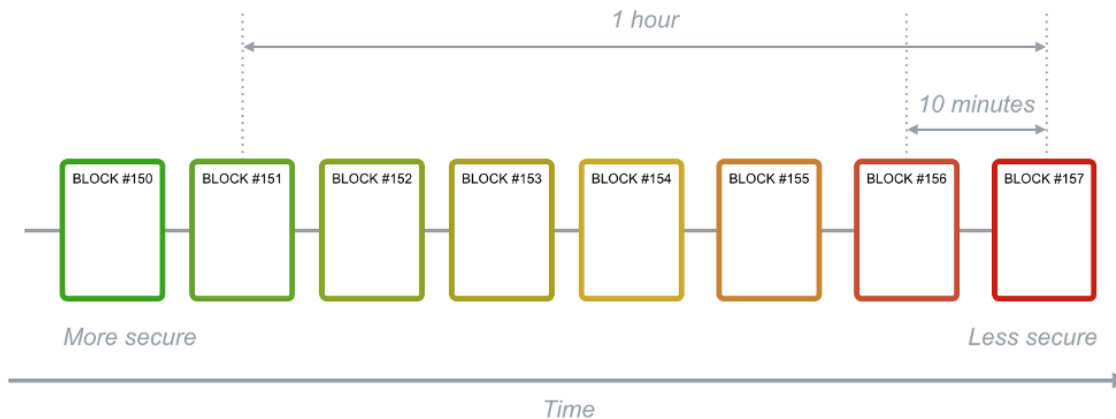 1 hour
10 minutes
BLOCK #150
BLOCK #151
BLOCK #152
BLOCK #153
BLOCK #154
BLOCK #155
BLOCK #156
BLOCK #157
More secure
Less secure
Time